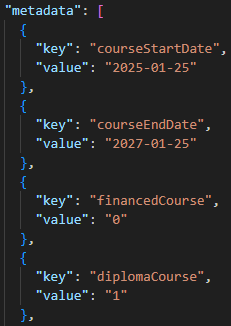 "metadata": [
{
"key": "courseStartDate",
"value": "2025-01-25"
},
{
"key": "courseEndDate",
"value": "2027-01-25"
},
{
"key": "financedCourse",
"value": "0"
},
{
"key": "diplomaCourse",
"value": "1"
},